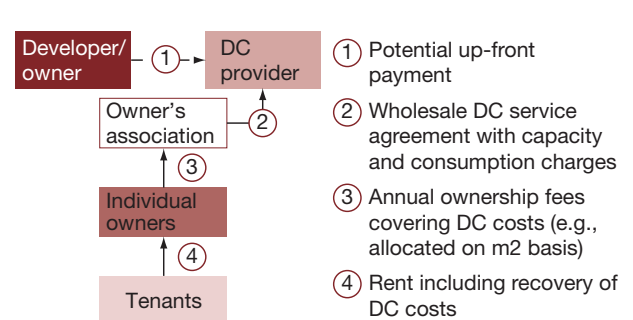 Developer/
owner
1
DC
provider
Owner's
association
2
3
Individual
owners
4
Tenants
1 Potential up-front
payment
2 Wholesale DC service
agreement with capacity
and consumption charges
3 Annual ownership fees
covering DC costs (e.g.,
allocated on m2 basis)
4 Rent including recovery of
DC costs